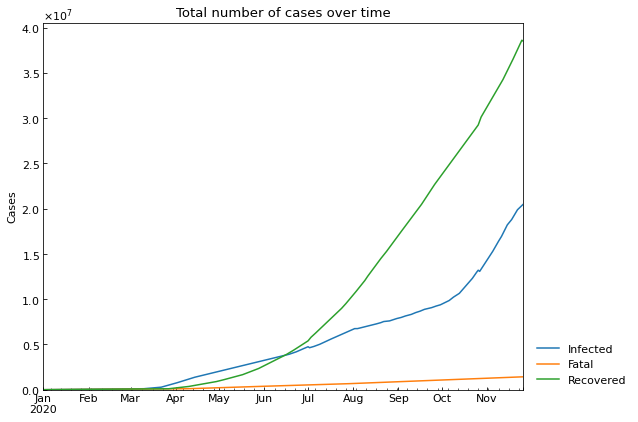 Total number of cases over time
×10⁷
4.0
3.5
3.0
2.5
2.0
1.5
1.0
0.5
0.0
Cases
Jan Feb Mar Apr May Jun Jul Aug Sep Oct Nov
2020
Infected
Fatal
Recovered